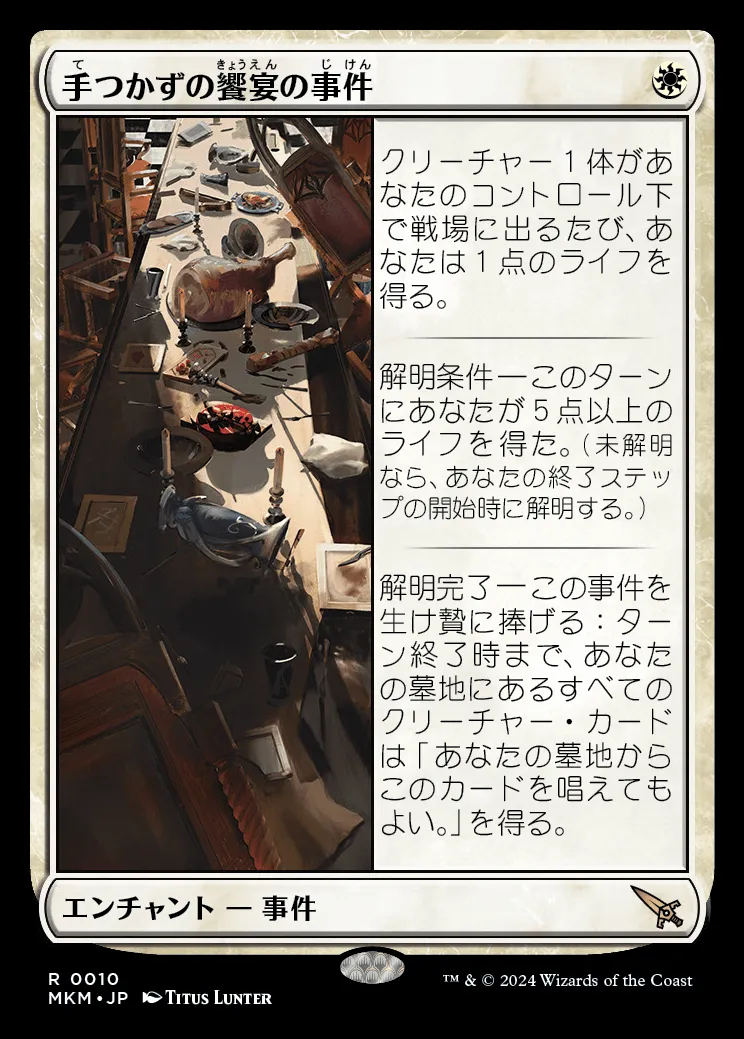 手つかずの饗宴の事件
て きょうえん じけん
クリーチャー１体があ
なたのコントロール下
で戦場に出るたび、あ
なたは１点のライフを
得る。
解明条件―このターン
にあなたが５点以上の
ライフを得た。（未解明
なら、あなたの終了ステッ
プの開始時に解明する。）
解明完了―この事件を
生け贄に捧げる：ター
ン終了時まで、あなた
の墓地にあるすべての
クリーチャー・カード
は「あなたの墓地から
このカードを唱えても
よい。」を得る。
エンチャント ― 事件
R 0010
MKM•JP Titus Lunter
™ & © 2024 Wizards of the Coast